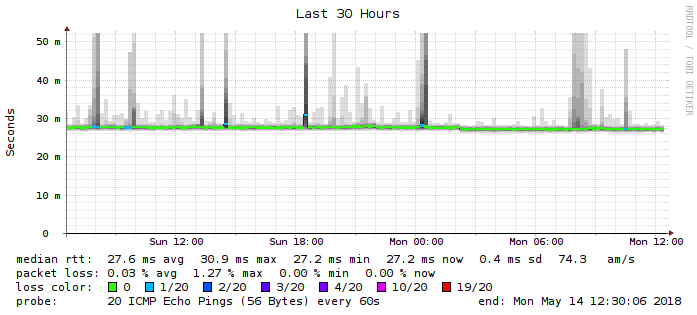 Last 30 Hours
RRDTOOL / TOBI OETIKER
Seconds
50 m
40 m
30 m
20 m
10 m
0
Sun 12:00 Sun 18:00 Mon 00:00 Mon 06:00 Mon 12:00
median rtt: 27.6 ms avg 30.9 ms max 27.2 ms min 27.2 ms now 0.4 ms sd 74.3 am/s
packet loss: 0.03 % avg 1.27 % max 0.00 % min 0.00 % now
loss color: 0 1/20 2/20 3/20 4/20 10/20 19/20
probe: 20 ICMP Echo Pings (56 Bytes) every 60s end: Mon May 14 12:30:06 2018